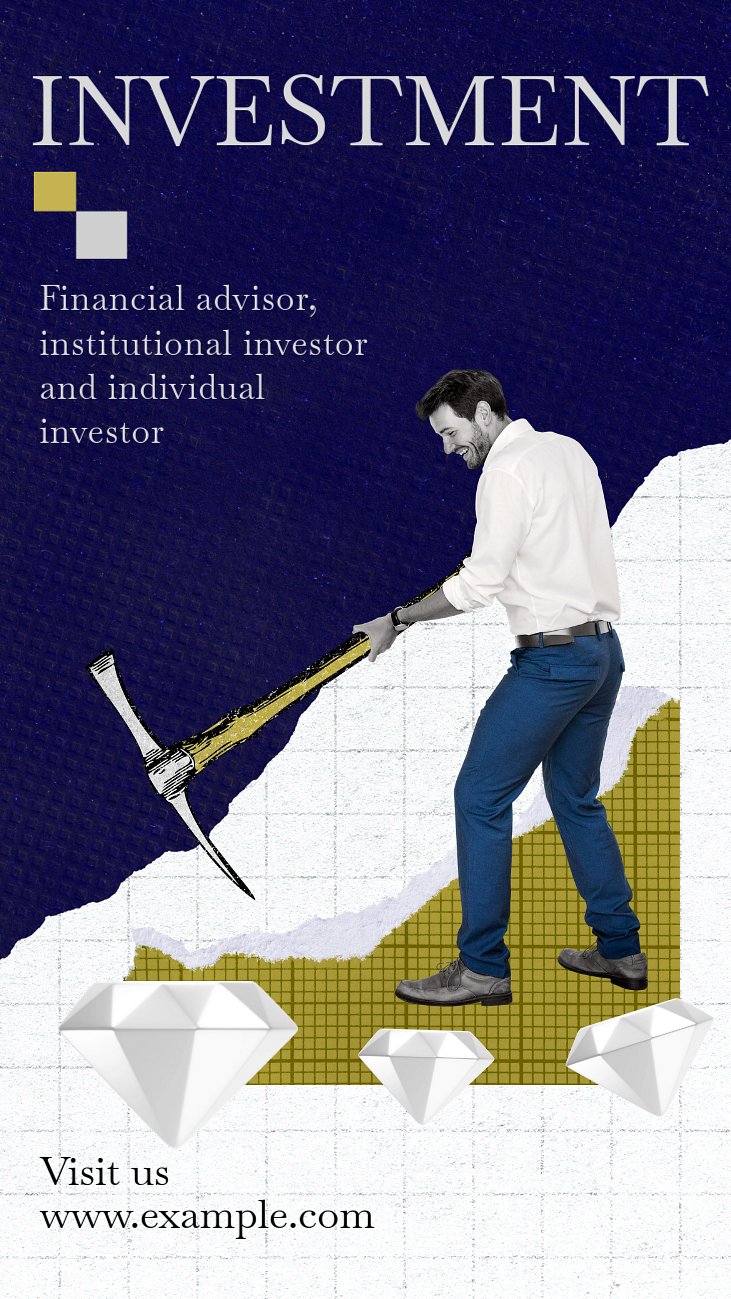 INVESTMENT
Financial advisor,
institutional investor
and individual
investor
Visit us
www.example.com